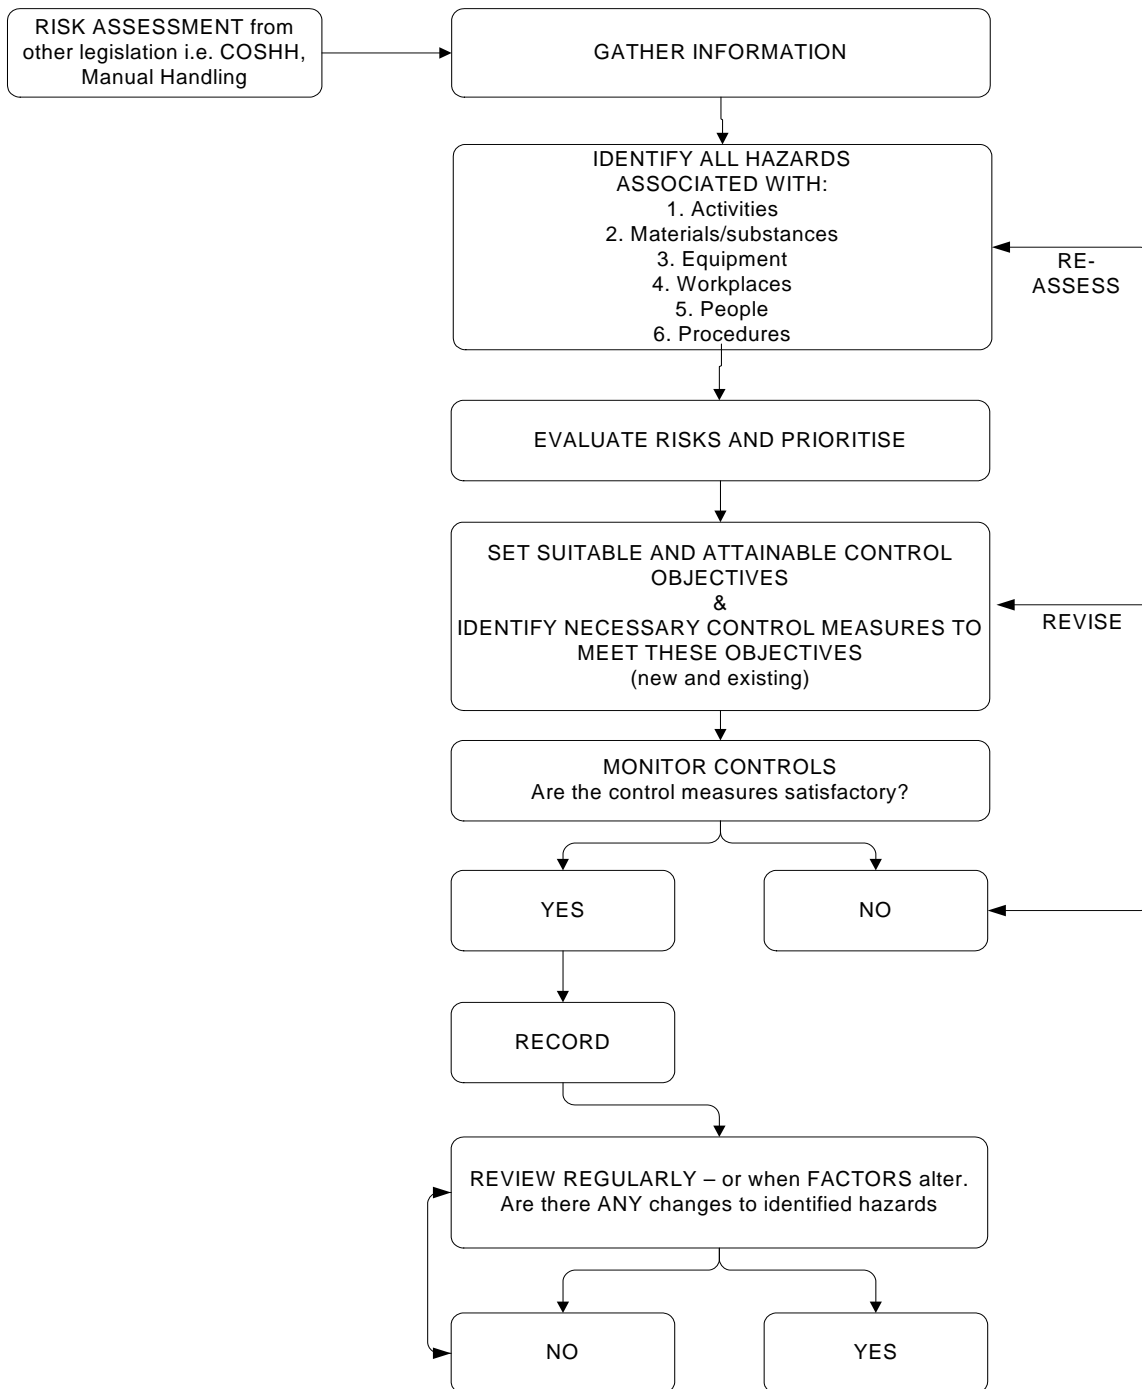 RISK ASSESSMENT from
other legislation i.e. COSHH,
Manual Handling
GATHER INFORMATION
IDENTIFY ALL HAZARDS
ASSOCIATED WITH:
1. Activities
2. Materials/substances
3. Equipment
4. Workplaces
5. People
6. Procedures
RE-
ASSESS
EVALUATE RISKS AND PRIORITISE
SET SUITABLE AND ATTAINABLE CONTROL
OBJECTIVES
&
IDENTIFY NECESSARY CONTROL MEASURES TO
MEET THESE OBJECTIVES
(new and existing)
REVISE
MONITOR CONTROLS
Are the control measures satisfactory?
YES
NO
RECORD
REVIEW REGULARLY – or when FACTORS alter.
Are there ANY changes to identified hazards
NO
YES